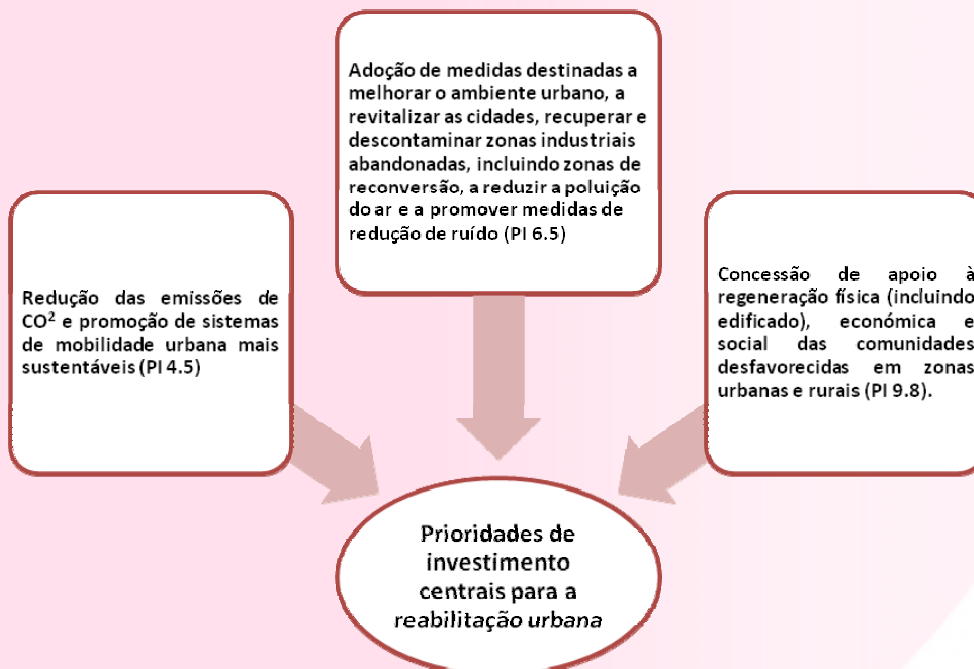 Adoção de medidas destinadas a
melhorar o ambiente urbano, a
revitalizar as cidades, recuperar e
descontaminar zonas industriais
abandonadas, incluindo zonas de
reconversão, a reduzir a poluição
do ar e a promover medidas de
redução de ruído (PI 6.5)
Redução das emissões de
CO² e promoção de sistemas
de mobilidade urbana mais
sustentáveis (PI 4.5)
Concessão de apoio à
regeneração física (incluindo
edificado), económica e
social das comunidades
desfavorecidas em zonas
urbanas e rurais (PI 9.8).
Prioridades de
investimento
centrais para a
reabilitação urbana